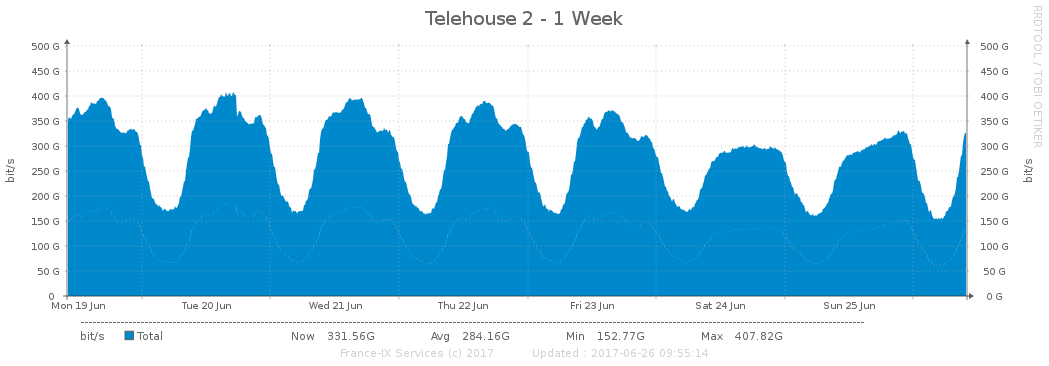 Telehouse 2 - 1 Week
RRDTOOL / TOBI OETIKER
500 G 500 G
450 G 450 G
400 G 400 G
350 G 350 G
300 G 300 G
250 G 250 G
200 G 200 G
150 G 150 G
100 G 100 G
50 G 50 G
0 0 G
bit/s bit/s
Mon 19 Jun Tue 20 Jun Wed 21 Jun Thu 22 Jun Fri 23 Jun Sat 24 Jun Sun 25 Jun
bit/s Total Now 331.56G Avg 284.16G Min 152.77G Max 407.82G
France-IX Services (c) 2017 Updated : 2017-06-26 09:55:14